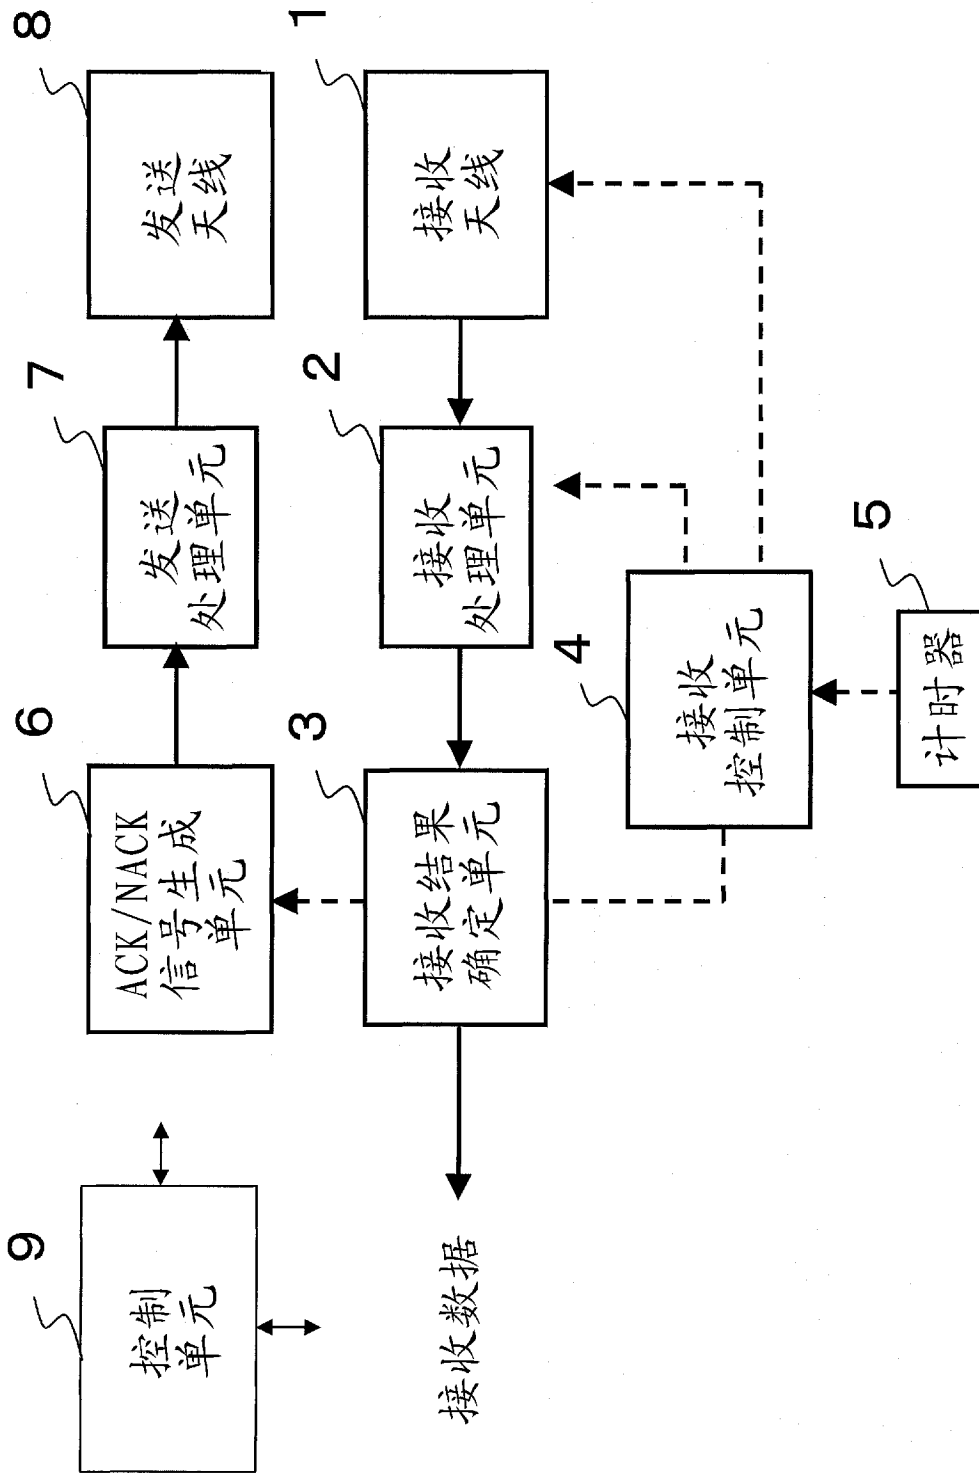 9
控制
单元
6
ACK/NACK
信号生成
单元
7
发送
处理单元
8
发送
天线
接收数据
3
接收结果
确定单元
2
接收
处理单元
1
接收
天线
4
接收
控制单元
5
计时器